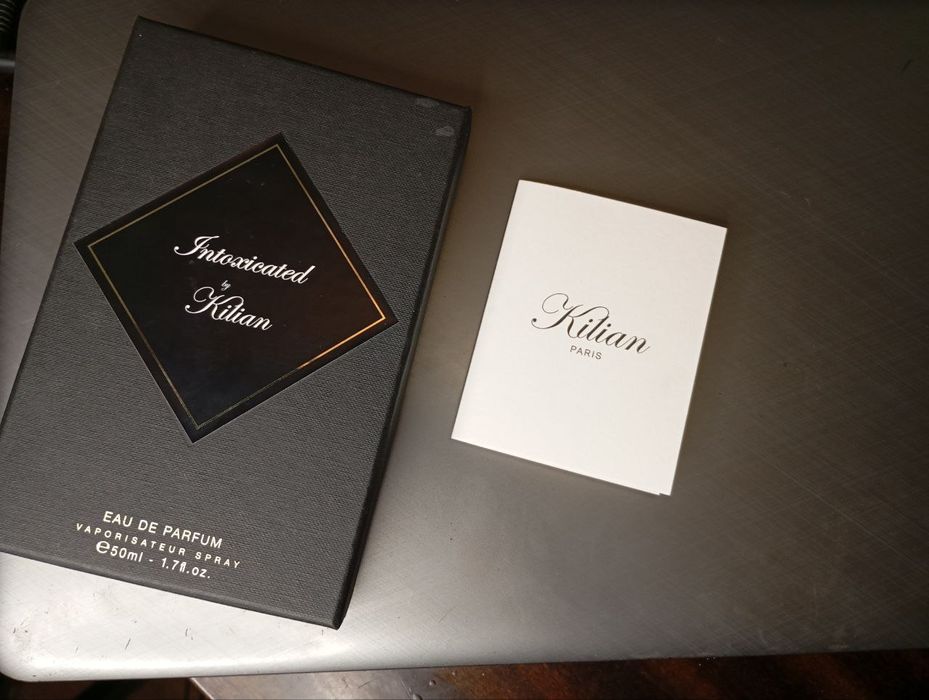 Intoxicated
by
Kilian
EAU DE PARFUM
VAPORISATEUR SPRAY
℮50ml - 1.7fl.oz.
Kilian
PARIS